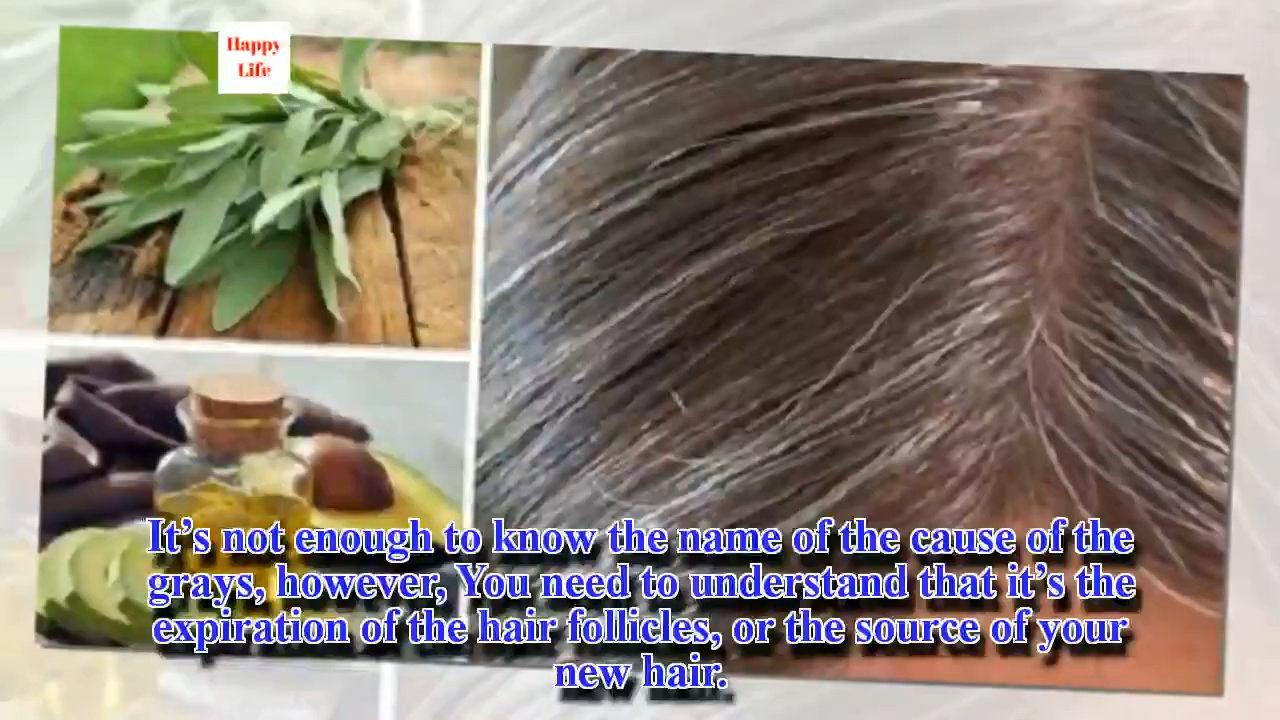 Happy
Life
It’s not enough to know the name of the cause of the
grays, however, You need to understand that it’s the
expiration of the hair follicles, or the source of your
new hair.